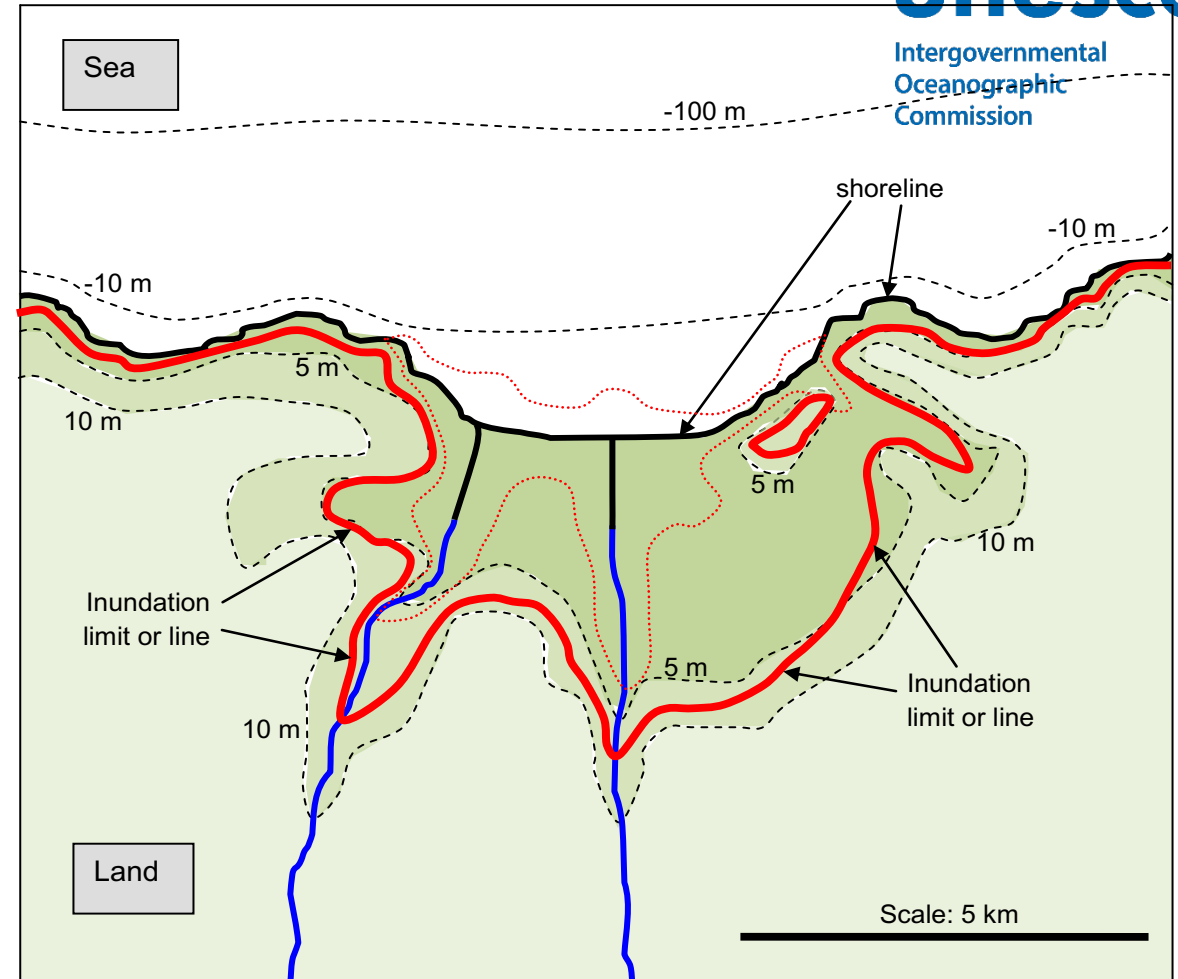 unesco
Intergovernmental
Oceanographic
Commission
Sea
-100 m
shoreline
-10 m
-10 m
5 m
10 m
5 m
10 m
Inundation
limit or line
5 m
Inundation
limit or line
10 m
Land
Scale: 5 km